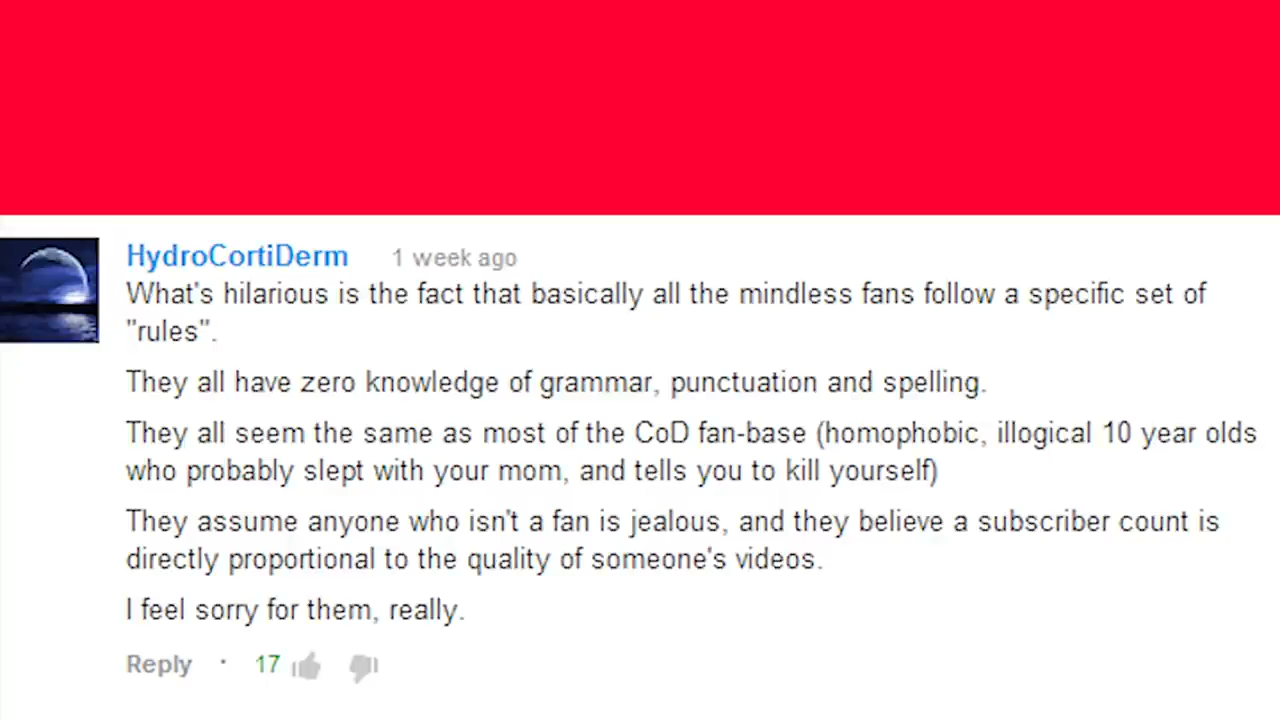 HydroCortiDerm 1 week ago
What's hilarious is the fact that basically all the mindless fans follow a specific set of
"rules".
They all have zero knowledge of grammar, punctuation and spelling.
They all seem the same as most of the CoD fan-base (homophobic, illogical 10 year olds
who probably slept with your mom, and tells you to kill yourself)
They assume anyone who isn't a fan is jealous, and they believe a subscriber count is
directly proportional to the quality of someone's videos.
I feel sorry for them, really.
Reply · 17